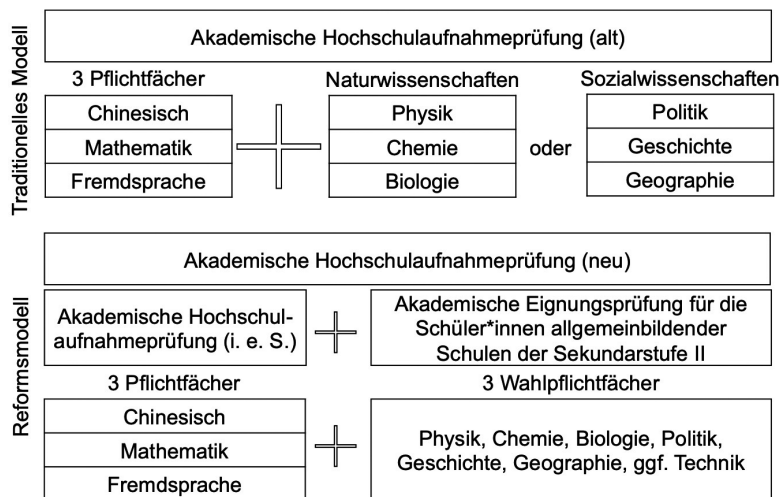 Traditionelles Modell
Akademische Hochschulaufnahmeprüfung (alt)
3 Pflichtfächer
Chinesisch
Mathematik
Fremdsprache
Naturwissenschaften
Physik
Chemie
Biologie
oder
Sozialwissenschaften
Politik
Geschichte
Geographie
Reformsmodell
Akademische Hochschulaufnahmeprüfung (neu)
Akademische Hochschul-
aufnahmeprüfung (i. e. S.)
Akademische Eignungsprüfung für die
Schüler*innen allgemeinbildender
Schulen der Sekundarstufe II
3 Pflichtfächer
Chinesisch
Mathematik
Fremdsprache
3 Wahlpflichtfächer
Physik, Chemie, Biologie, Politik,
Geschichte, Geographie, ggf. Technik